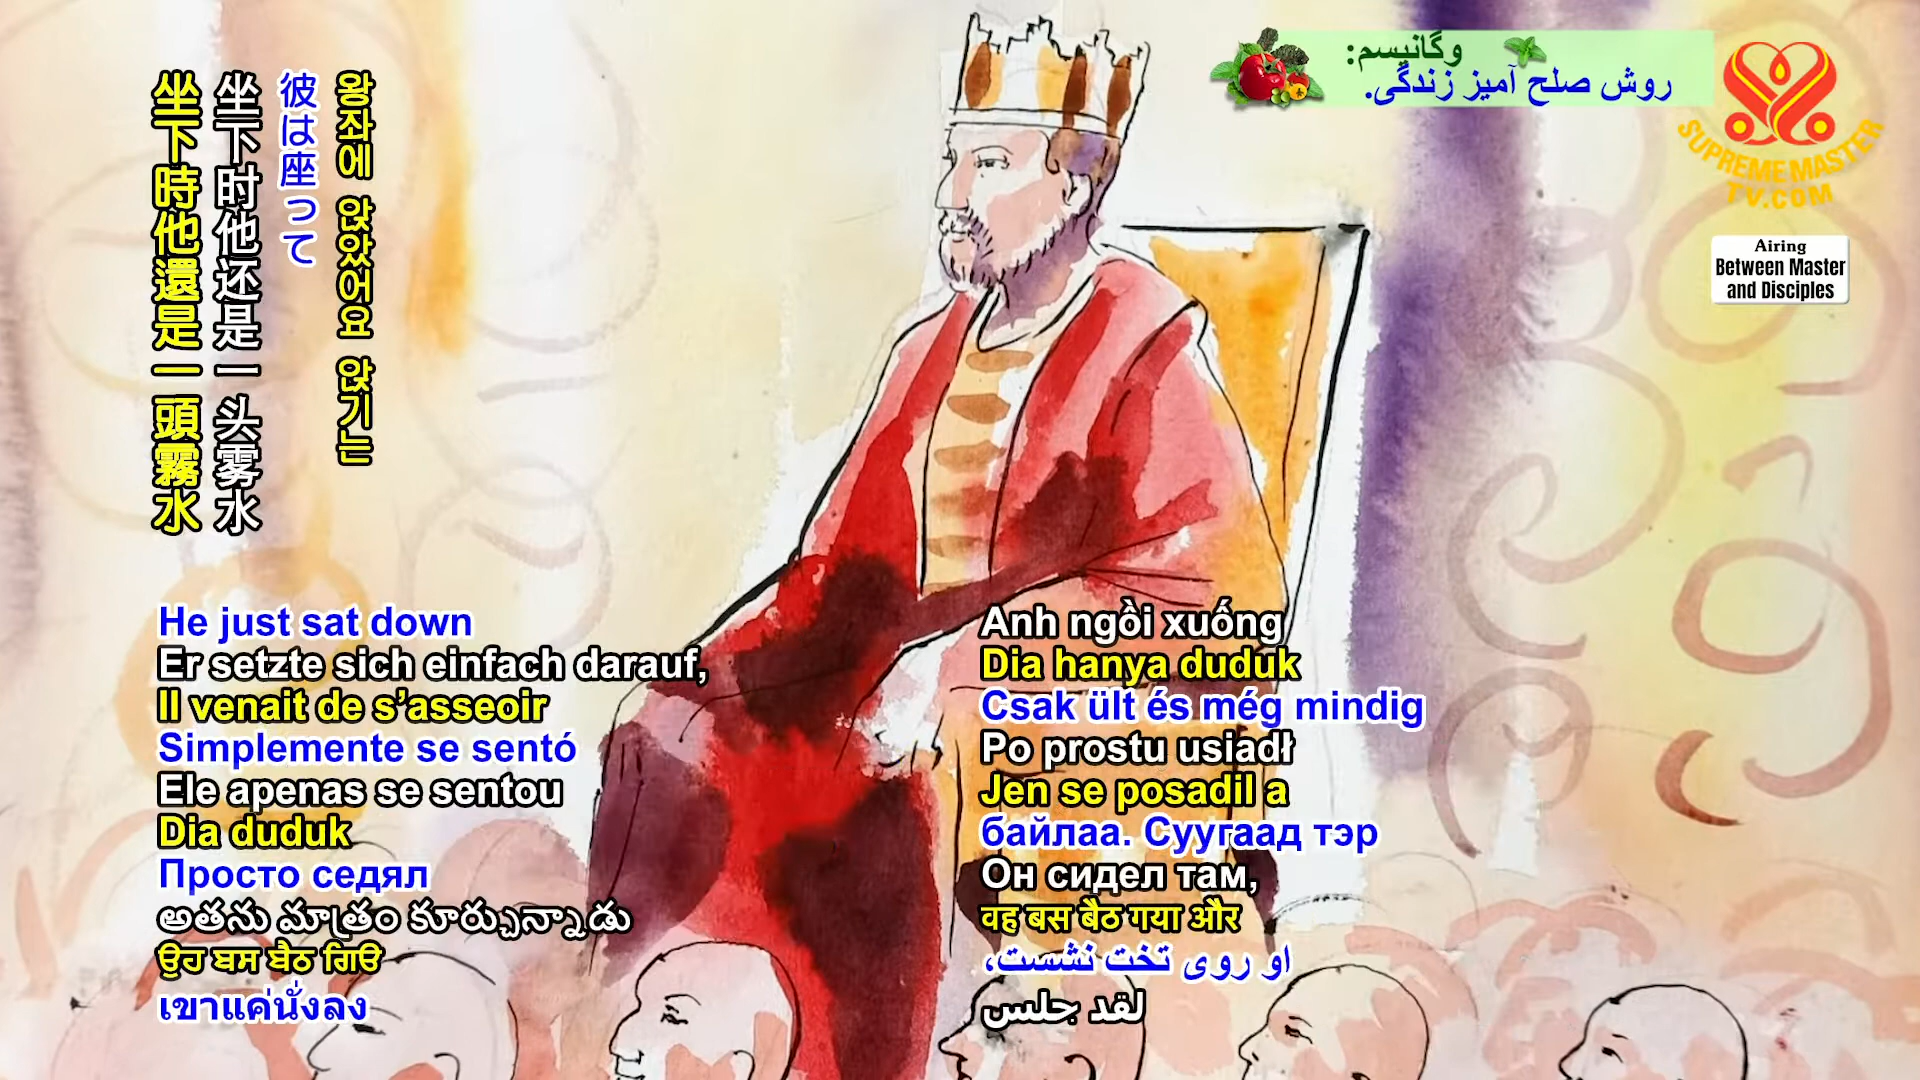 坐下時他還是一頭霧水
坐下时他还是一头雾水
彼は座って
왕좌에 앉았어요 앉기는
وگانیسم:
روش صلح آمیز زندگی.
SUPREME MASTER
TV.COM
Airing
Between Master
and Disciples
He just sat down
Er setzte sich einfach darauf,
Il venait de s’asseoir
Simplemente se sentó
Ele apenas se sentou
Dia duduk
Просто седял
అతను మాత్రం కూర్చున్నాడు
ਉਹ ਬਸ ਬੈਠ ਗਿਓ
เขาแค่นั่งลง
Anh ngồi xuống
Dia hanya duduk
Csak ült és még mindig
Po prostu usiadł
Jen se posadil a
байлаа. Суугаад тэр
Он сидел там,
वह बस बैठ गया और
او روی تخت نشست،
لقد جلس